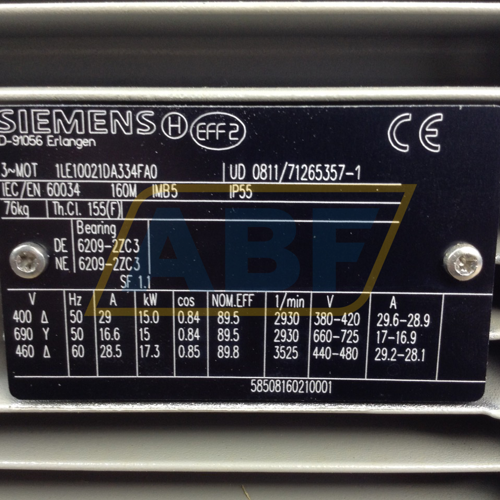 SIEMENS H EFF2 CE
D-91056 Erlangen
3~MOT 1LE10021DA334FA0 UD 0811/71265357-1
IEC/EN 60034 160M IMB5 IP55
76kg Th.Cl. 155(F)
Bearing
DE 6209-2ZC3
NE 6209-2ZC3
SF 1.1
V Hz A kW cos NOM.EFF 1/min V A
400 Δ 50 29 15.0 0.84 89.5 2930 380-420 29.6-28.9
690 Y 50 16.6 15 0.84 89.5 2930 660-725 17-16.9
460 Δ 60 28.5 17.3 0.85 89.8 3525 440-480 29.2-28.1
58508160210001
ABF